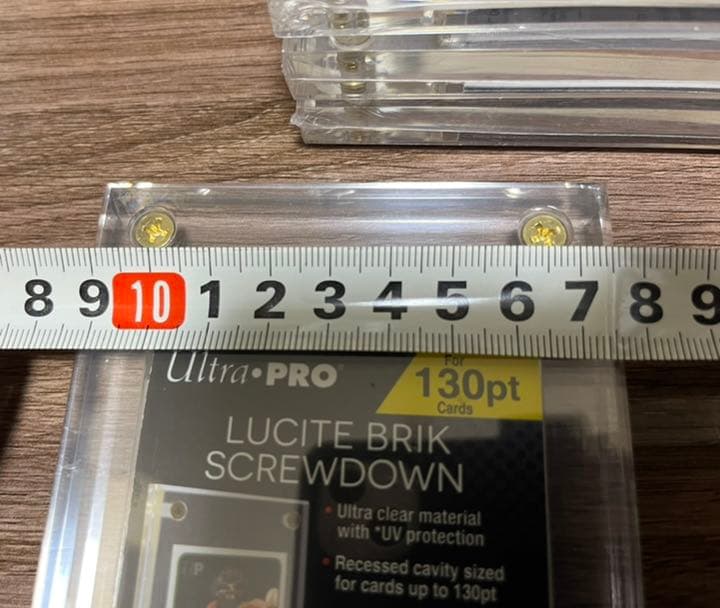 8 9 10 1 2 3 4 5 6 7 8 9
Ultra•PRO
For
130pt
Cards
LUCITE BRIK
SCREWDOWN
• Ultra clear material
with *UV protection
• Recessed cavity sized
for cards up to 130pt